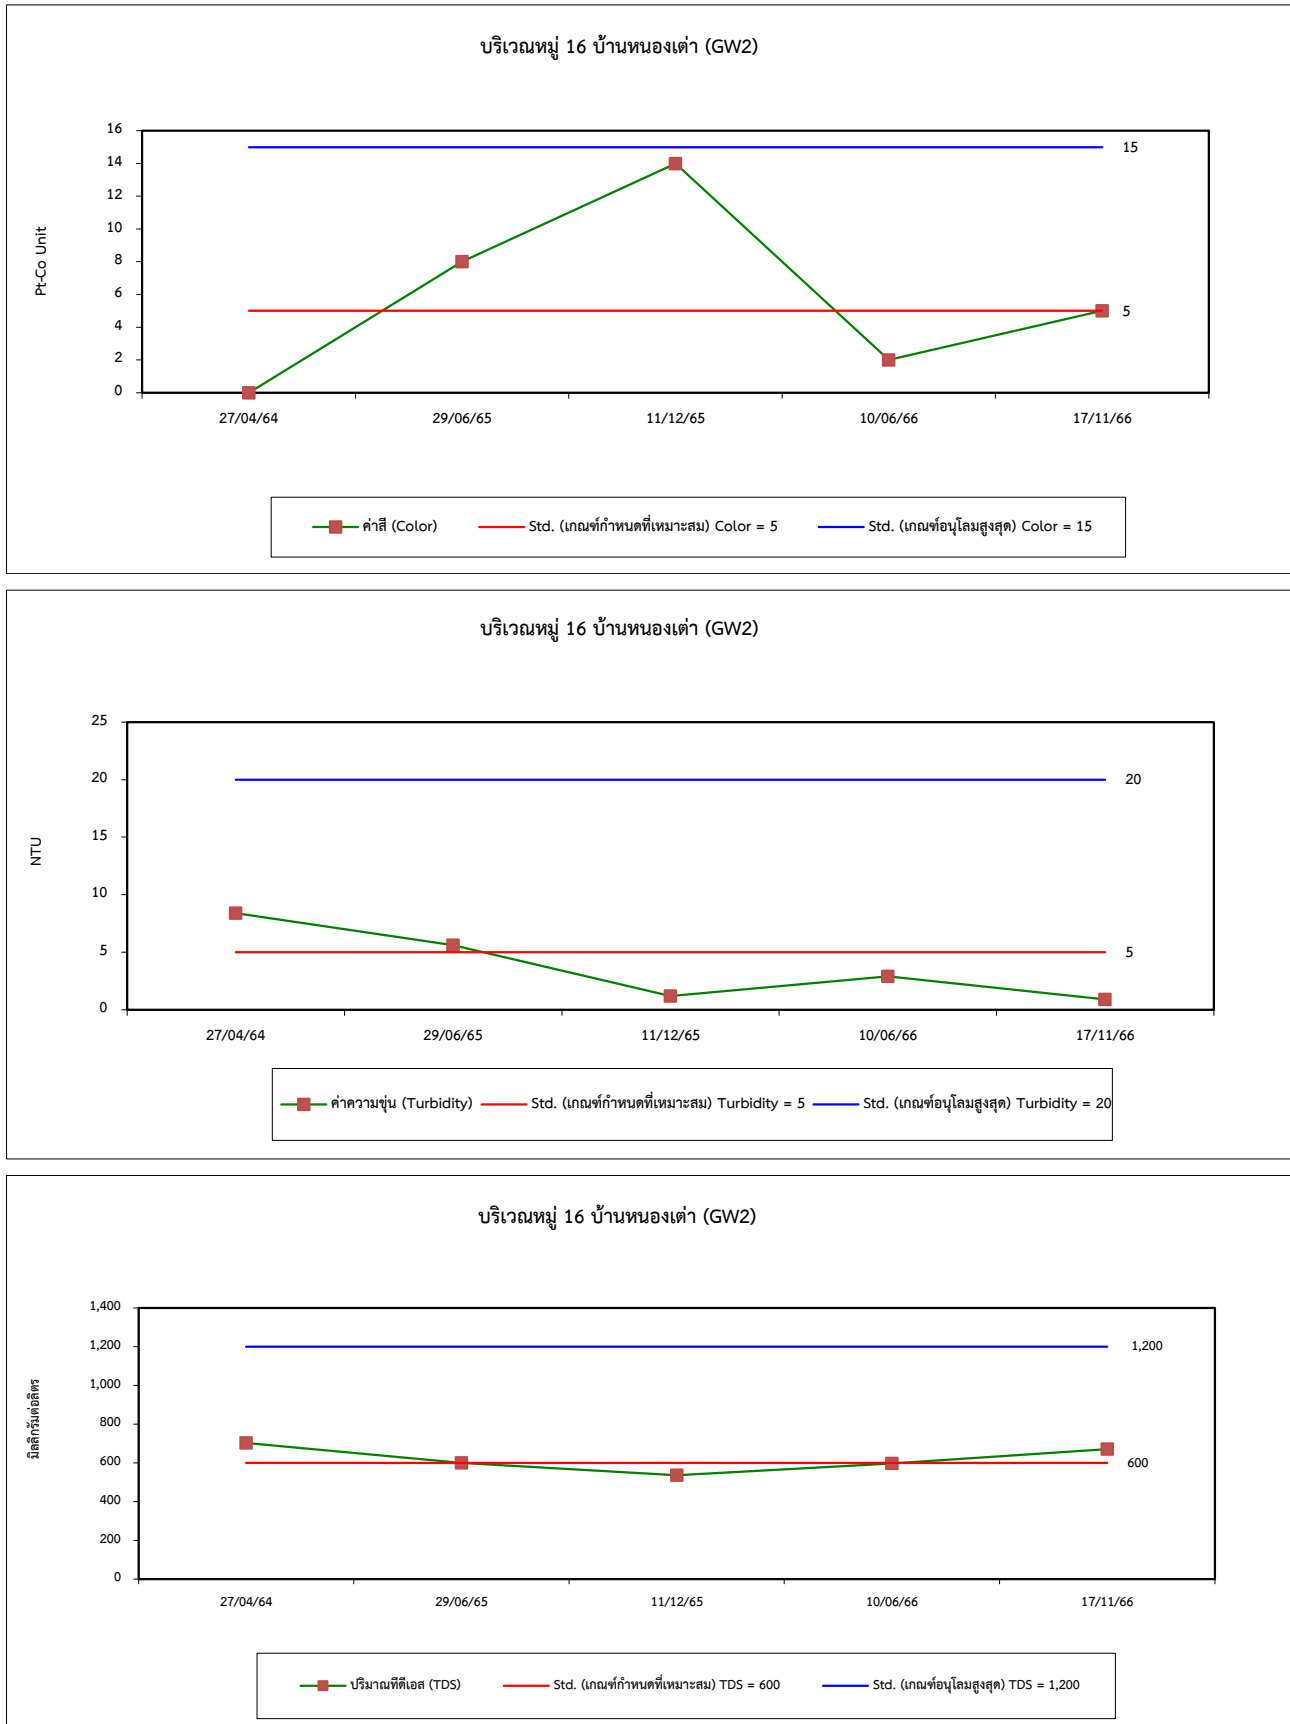 บริเวณหมู่ 16 บ้านหนองเต่า (GW2)
Pt-Co Unit
16
14
12
10
8
6
4
2
0
15
5
27/04/64 29/06/65 11/12/65 10/06/66 17/11/66
ค่าสี (Color) Std. (เกณฑ์กำหนดที่เหมาะสม) Color = 5 Std. (เกณฑ์อนุโลมสูงสุด) Color = 15
บริเวณหมู่ 16 บ้านหนองเต่า (GW2)
NTU
25
20
15
10
5
0
20
5
27/04/64 29/06/65 11/12/65 10/06/66 17/11/66
ค่าความขุ่น (Turbidity) Std. (เกณฑ์กำหนดที่เหมาะสม) Turbidity = 5 Std. (เกณฑ์อนุโลมสูงสุด) Turbidity = 20
บริเวณหมู่ 16 บ้านหนองเต่า (GW2)
มิลลิกรัมต่อลิตร
1,400
1,200
1,000
800
600
400
200
0
1,200
600
27/04/64 29/06/65 11/12/65 10/06/66 17/11/66
ปริมาณทีดีเอส (TDS) Std. (เกณฑ์กำหนดที่เหมาะสม) TDS = 600 Std. (เกณฑ์อนุโลมสูงสุด) TDS = 1,200